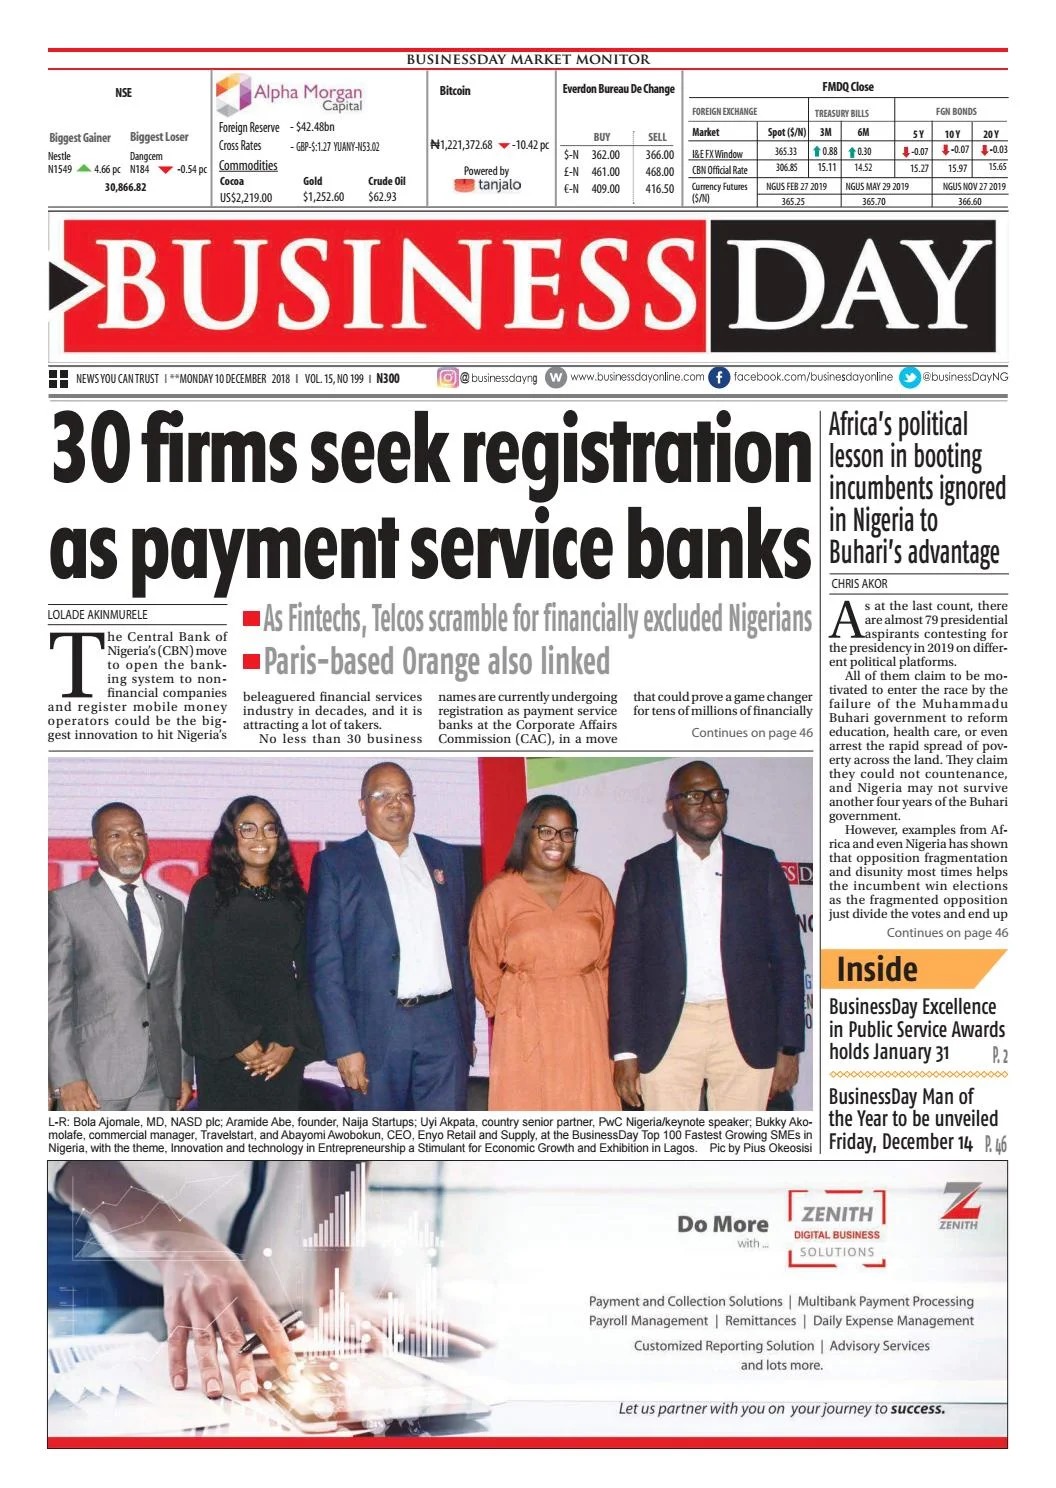 BUSINESSDAY MARKET MONITOR
NSE
Biggest Gainer Biggest Loser
Nestle Dangcem
N1549 4.66 pc N184 -0.54 pc
30,866.82
Alpha Morgan
Capital
Foreign Reserve - $42.48bn
Cross Rates - GBP-$:1.27 YUANY-N53.02
Commodities
Cocoa Gold Crude Oil
US$2,219.00 $1,252.60 $62.93
Bitcoin
₦1,221,372.68 -10.42 pc
Powered by
tanjalo
Everdon Bureau De Change
BUY SELL
$-N 362.00 366.00
£-N 461.00 468.00
€-N 409.00 416.50
FMDQ Close
FOREIGN EXCHANGE TREASURY BILLS FGN BONDS
Market Spot ($/N) 3M 6M 5 Y 10 Y 20 Y
I&E FX Window 365.33 0.88 0.30 -0.07 -0.07 -0.03
CBN Official Rate 306.85 15.11 14.52 15.27 15.97 15.65
Currency Futures NGUS FEB 27 2019 NGUS MAY 29 2019 NGUS NOV 27 2019
($/N) 365.25 365.70 366.60
BUSINESS DAY
NEWS YOU CAN TRUST I **MONDAY 10 DECEMBER 2018 I VOL. 15, NO 199 I N300
@businessdayng www.businessdayonline.com facebook.com/businesdayonline @businessDayNG
30 firms seek registration
as payment service banks
As Fintechs, Telcos scramble for financially excluded Nigerians
Paris-based Orange also linked
LOLADE AKINMURELE
The Central Bank of
Nigeria's (CBN) move
to open the bank-
ing system to non-
financial companies
and register mobile money
operators could be the big-
gest innovation to hit Nigeria's
beleaguered financial services
industry in decades, and it is
attracting a lot of takers.
No less than 30 business
names are currently undergoing
registration as payment service
banks at the Corporate Affairs
Commission (CAC), in a move
that could prove a game changer
for tens of millions of financially
Continues on page 46
L-R: Bola Ajomale, MD, NASD plc; Aramide Abe, founder, Naija Startups; Uyi Akpata, country senior partner, PwC Nigeria/keynote speaker; Bukky Ako-
molafe, commercial manager, Travelstart, and Abayomi Awobokun, CEO, Enyo Retail and Supply, at the BusinessDay Top 100 Fastest Growing SMEs in
Nigeria, with the theme, Innovation and technology in Entrepreneurship a Stimulant for Economic Growth and Exhibition in Lagos. Pic by Pius Okeosisi
Africa's political
lesson in booting
incumbents ignored
in Nigeria to
Buhari's advantage
CHRIS AKOR
As at the last count, there
are almost 79 presidential
aspirants contesting for
the presidency in 2019 on differ-
ent political platforms.
All of them claim to be mo-
tivated to enter the race by the
failure of the Muhammadu
Buhari government to reform
education, health care, or even
arrest the rapid spread of pov-
erty across the land. They claim
they could not countenance,
and Nigeria may not survive
another four years of the Buhari
government.
However, examples from Af-
rica and even Nigeria has shown
that opposition fragmentation
and disunity most times helps
the incumbent win elections
as the fragmented opposition
just divide the votes and end up
Continues on page 46
Inside
BusinessDay Excellence
in Public Service Awards
holds January 31 P. 2
BusinessDay Man of
the Year to be unveiled
Friday, December 14 P. 46
Do More
with ...
ZENITH
DIGITAL BUSINESS
SOLUTIONS
ZENITH
Payment and Collection Solutions | Multibank Payment Processing
Payroll Management | Remittances | Daily Expense Management
Customized Reporting Solution | Advisory Services
and lots more.
Let us partner with you on your journey to success.